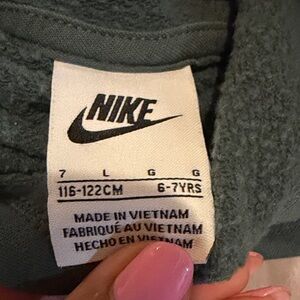 NIKE
7 L G G
116-122CM 6-7YRS
MADE IN VIETNAM
FABRIQUÉ AU VIETNAM
HECHO EN VIETNAM